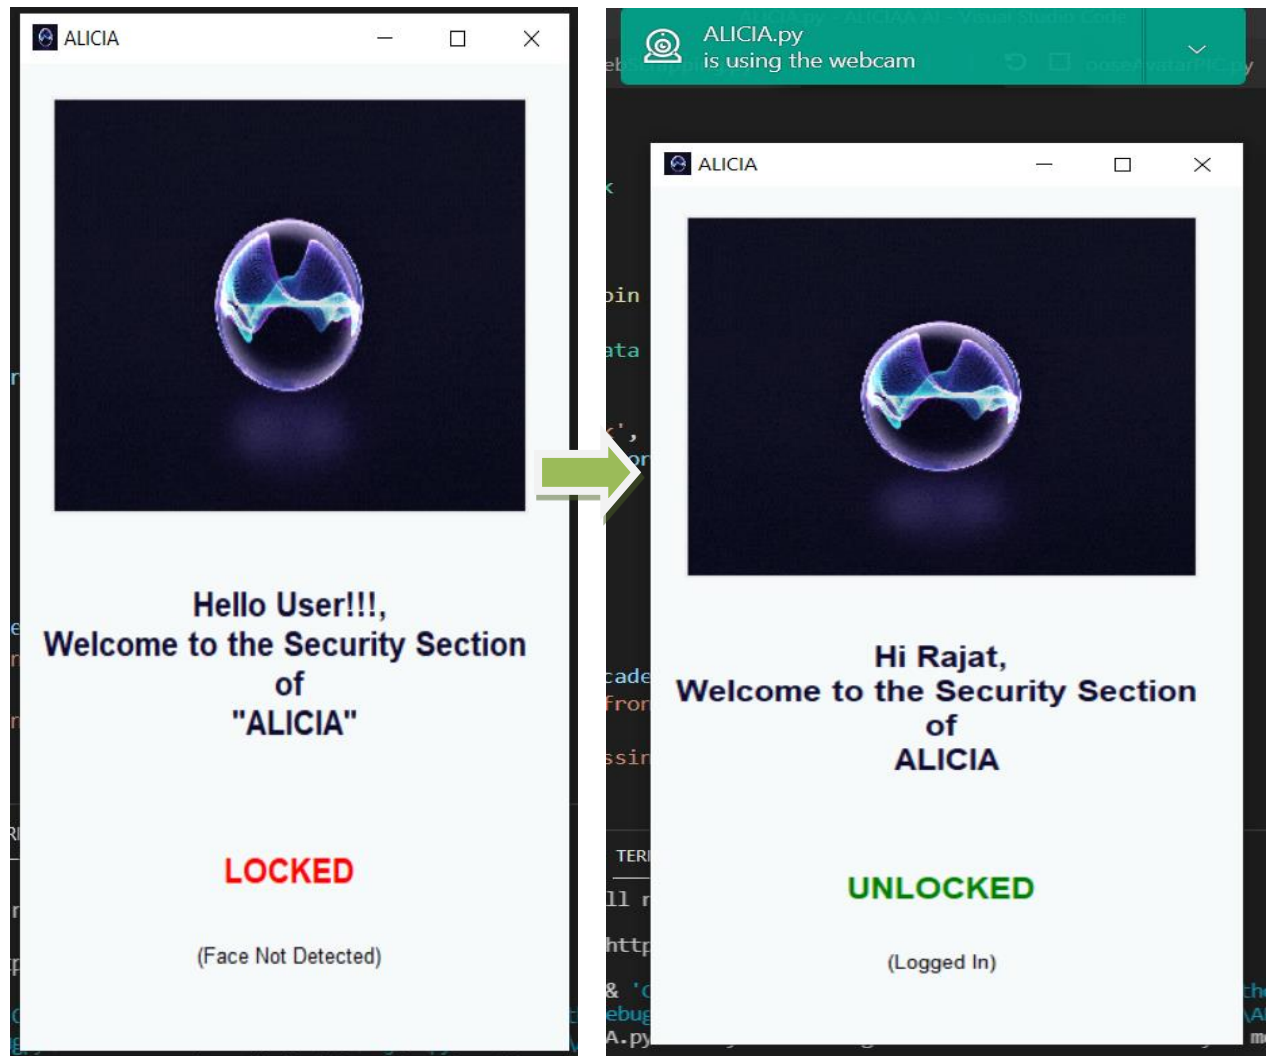 ALICIA
Hello User!!!,
Welcome to the Security Section
of
"ALICIA"
LOCKED
(Face Not Detected)
ALICIA.py
is using the webcam
ALICIA
Hi Rajat,
Welcome to the Security Section
of
ALICIA
UNLOCKED
(Logged In)